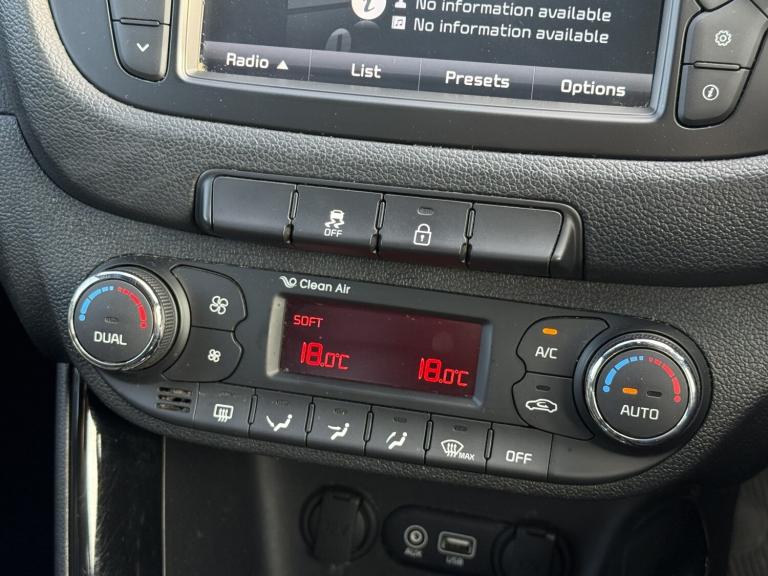 No information available
No information available
Radio ▲
List
Presets
Options
OFF
Clean Air
DUAL
SOFT
18.0°C
18.0°C
A/C
AUTO
MAX
OFF
AUX
USB